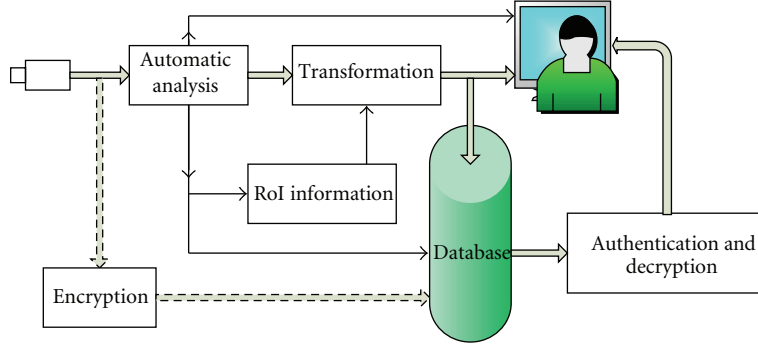 Automatic
analysis
Transformation
RoI information
Database
Authentication and
decryption
Encryption